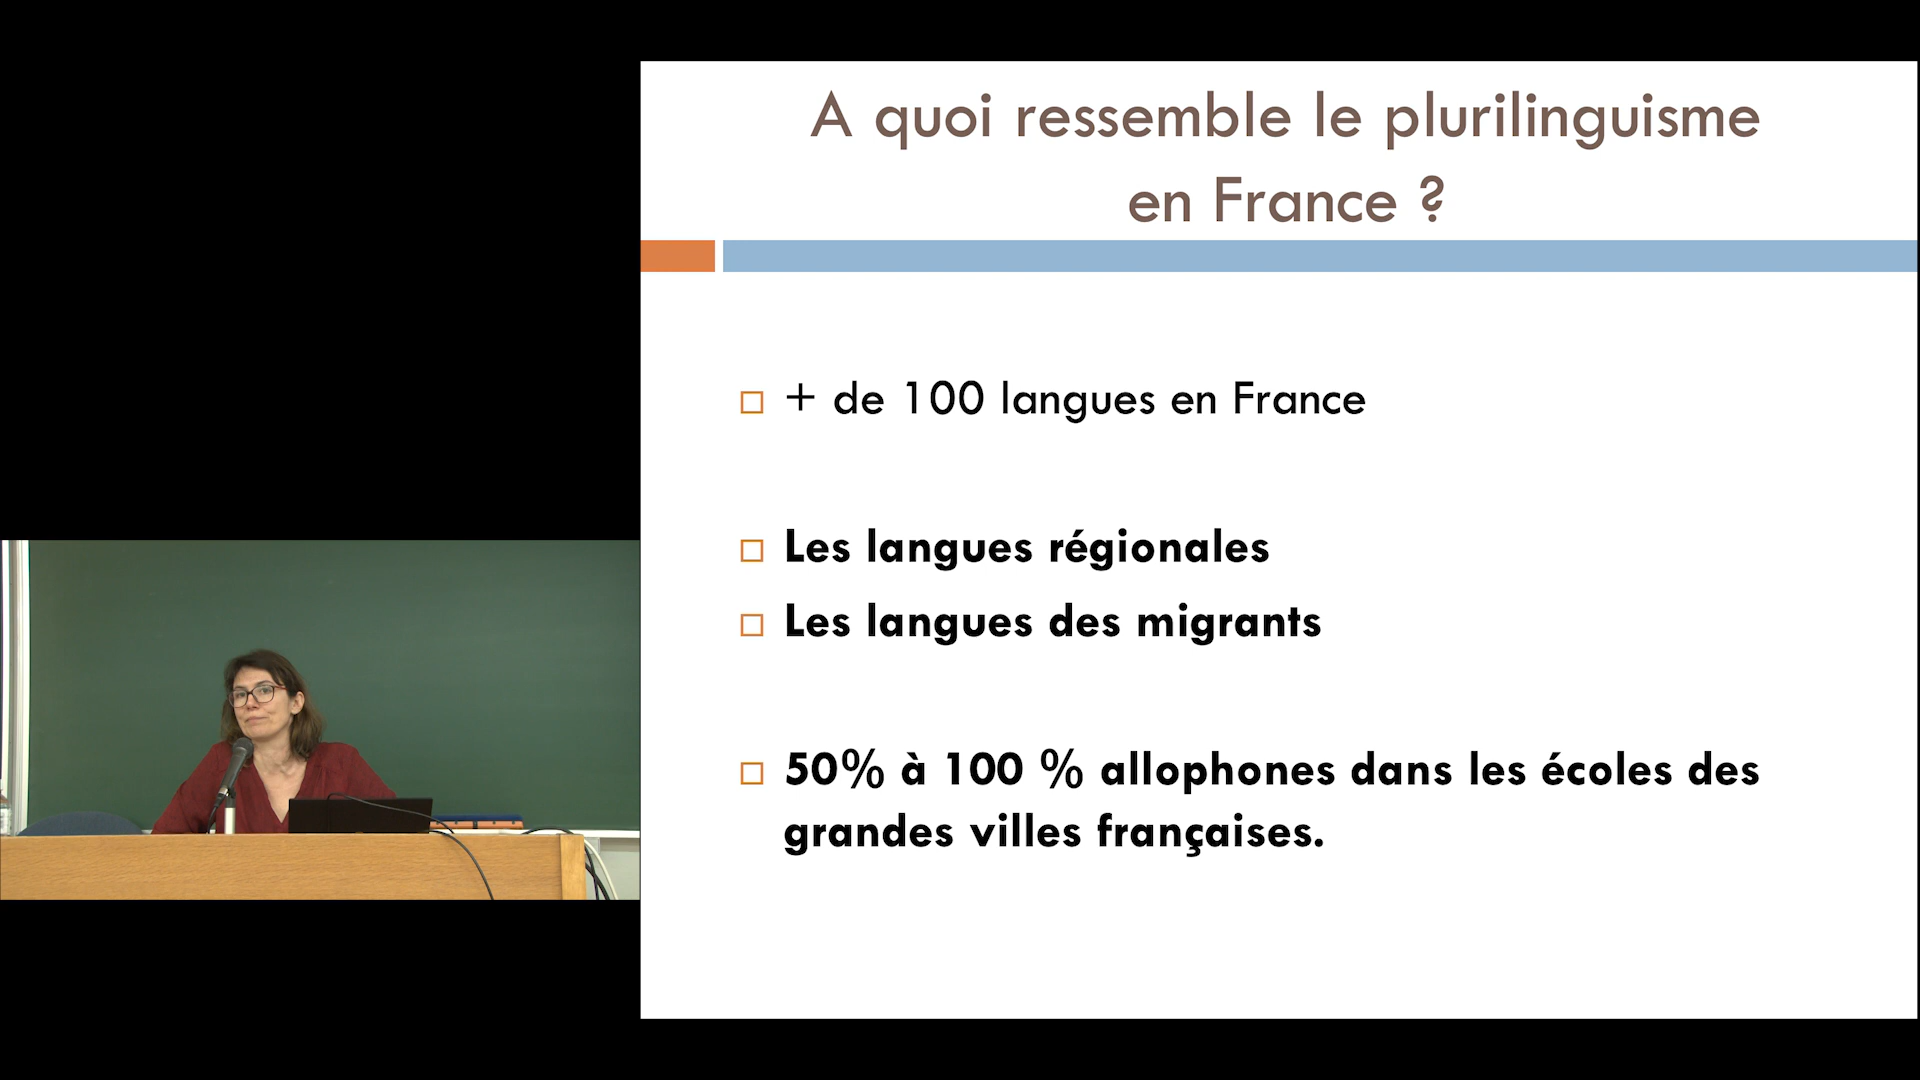 A quoi ressemble le plurilinguisme
en France ?
+ de 100 langues en France
Les langues régionales
Les langues des migrants
50% à 100 % allophones dans les écoles des
grandes villes françaises.